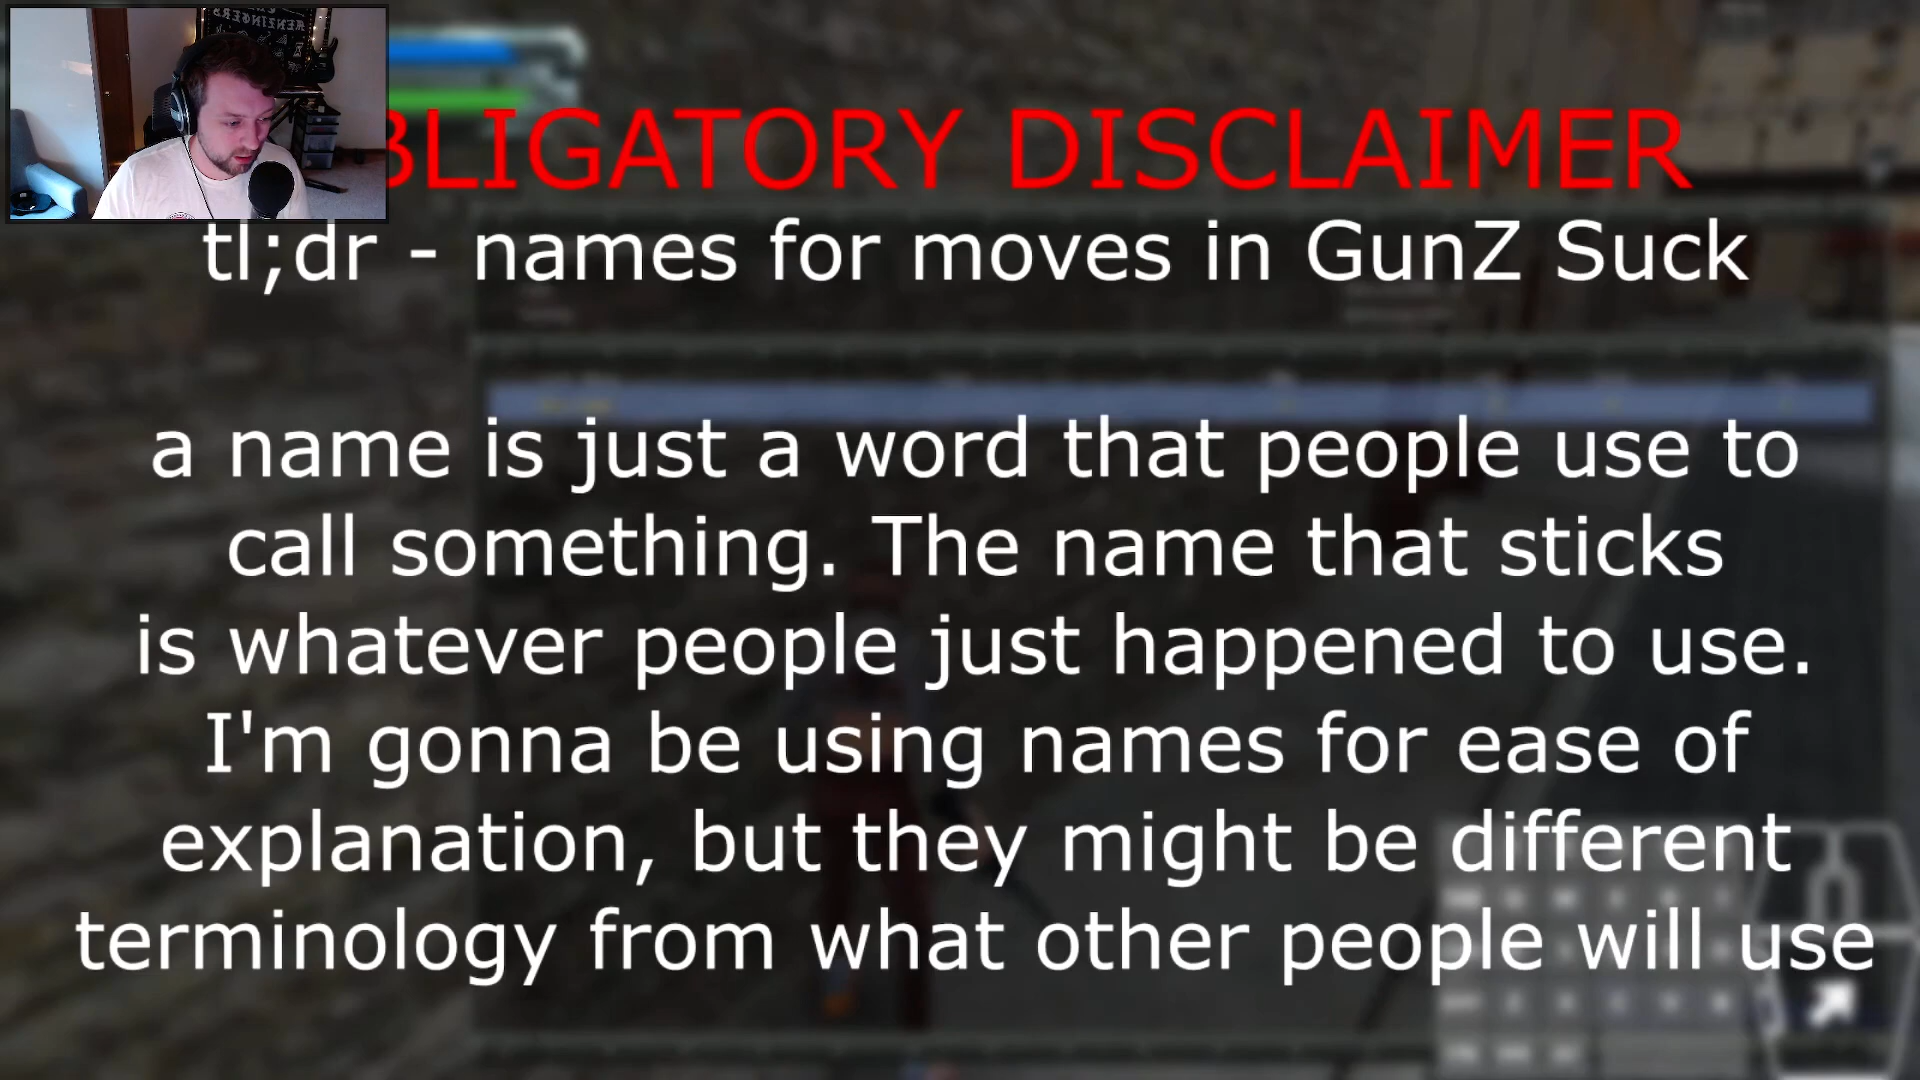 BLIGATORY DISCLAIMER
tl;dr - names for moves in GunZ Suck
a name is just a word that people use to
call something. The name that sticks
is whatever people just happened to use.
I'm gonna be using names for ease of
explanation, but they might be different
terminology from what other people will use